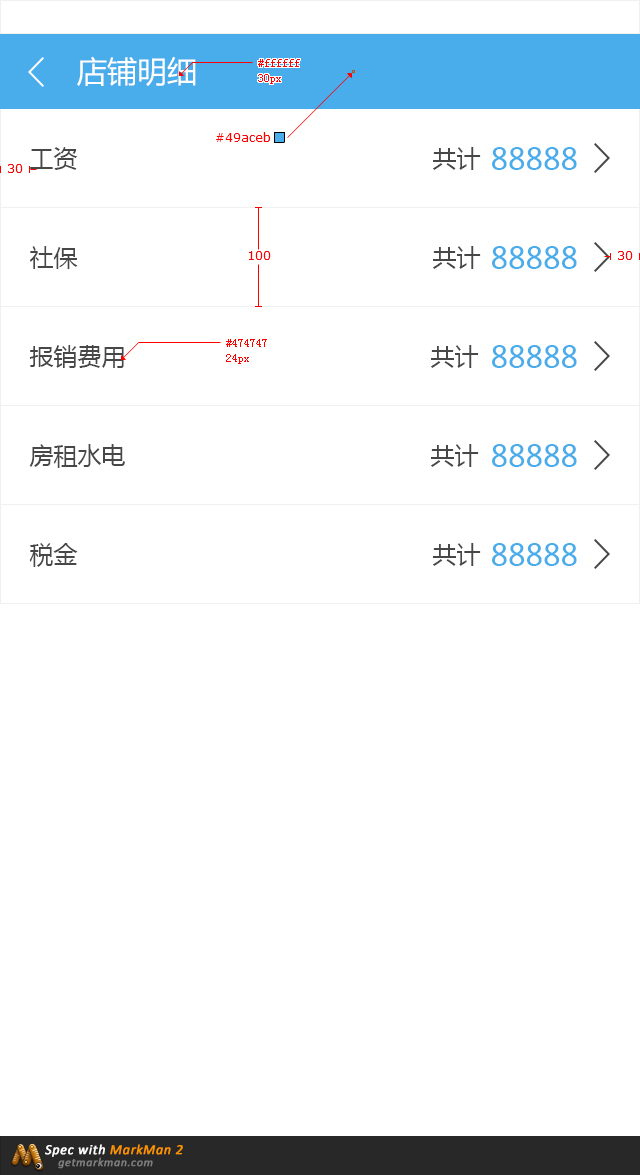 店铺明细
#ffffff
30px
#49aceb
30
工资 共计 88888
100
社保 共计 88888
30
报销费用 共计 88888
#474747
24px
房租水电 共计 88888
税金 共计 88888
Spec with MarkMan 2
getmarkman.com